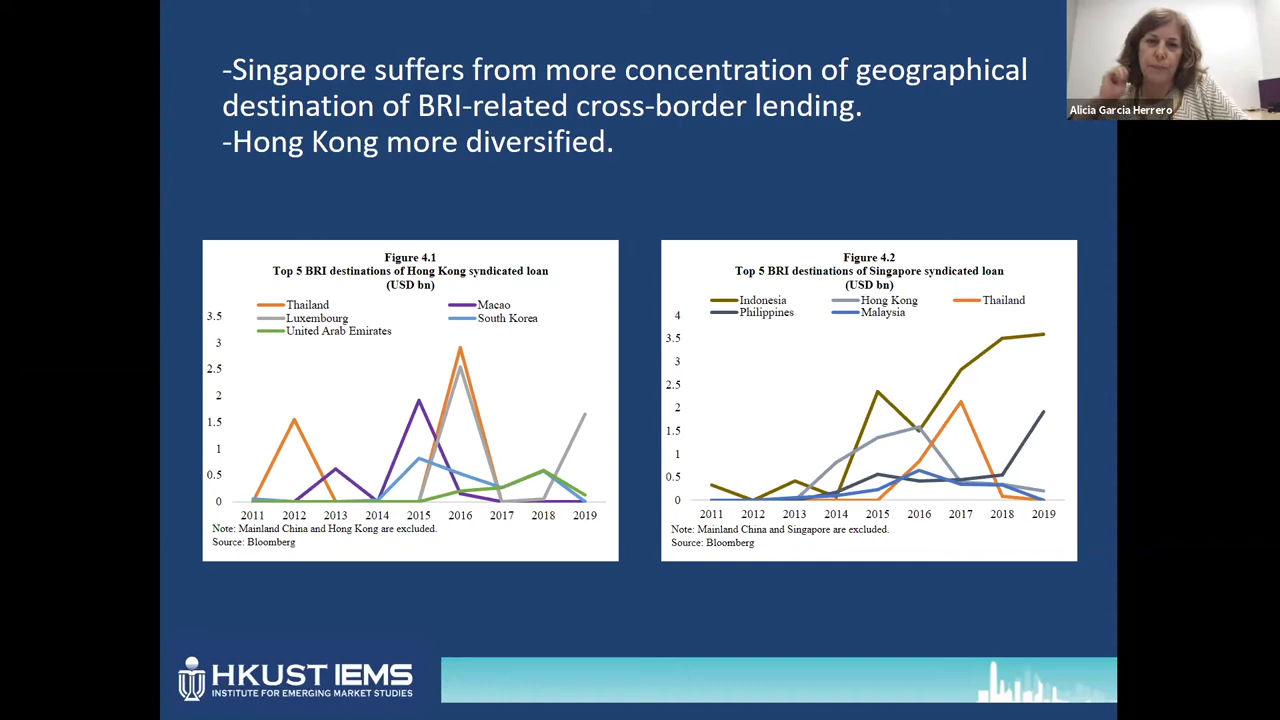 -Singapore suffers from more concentration of geographical
destination of BRI-related cross-border lending.
-Hong Kong more diversified.
Alicia Garcia Herrero
Figure 4.1
Top 5 BRI destinations of Hong Kong syndicated loan
(USD bn)
Thailand
Macao
Luxembourg
South Korea
United Arab Emirates
3.5
3
2.5
2
1.5
1
0.5
0
2011 2012 2013 2014 2015 2016 2017 2018 2019
Note: Mainland China and Hong Kong are excluded.
Source: Bloomberg
Figure 4.2
Top 5 BRI destinations of Singapore syndicated loan
(USD bn)
Indonesia
Hong Kong
Thailand
Philippines
Malaysia
4
3.5
3
2.5
2
1.5
1
0.5
0
2011 2012 2013 2014 2015 2016 2017 2018 2019
Note: Mainland China and Singapore are excluded.
Source: Bloomberg
HKUST IEMS
INSTITUTE FOR EMERGING MARKET STUDIES